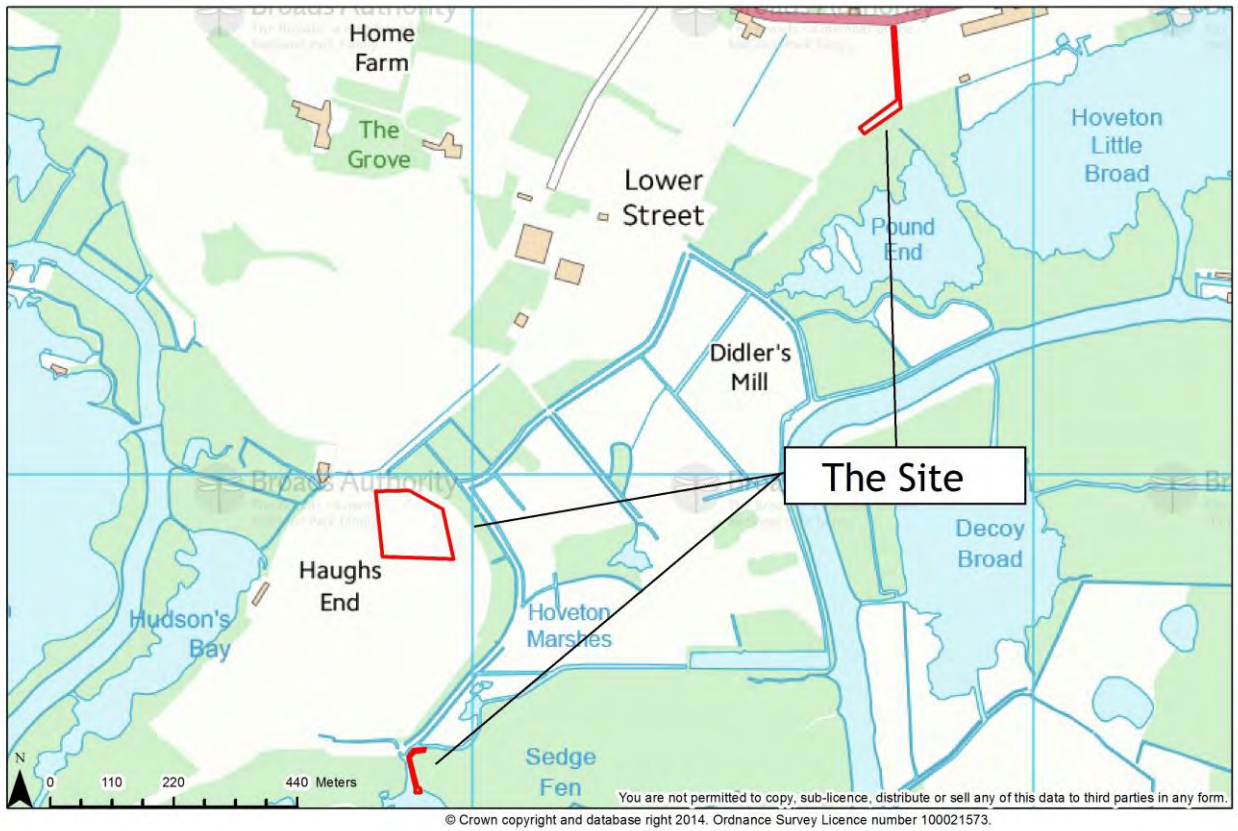 Broads Authority
Broads Authority
Home
Farm
The
Grove
Lower
Street
Hoveton
Little
Broad
Pound
End
Didler's
Mill
The Site
Broads Authority
Decoy
Broad
Haughs
End
Hudson's
Bay
Hoveton
Marshes
Sedge
Fen
N
0 110 220 440 Meters
You are not permitted to copy, sub-licence, distribute or sell any of this data to third parties in any form.
© Crown copyright and database right 2014. Ordnance Survey Licence number 100021573.